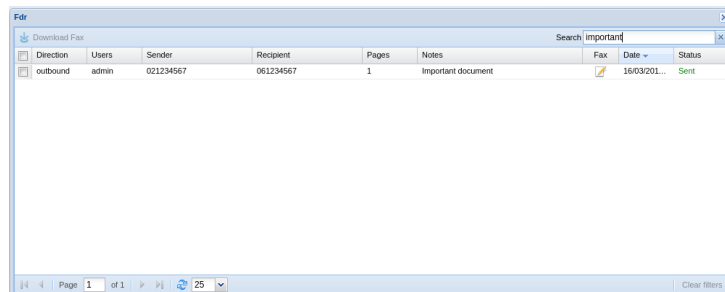 Fdr
Download Fax Search important
Direction Users Sender Recipient Pages Notes Fax Date Status
outbound admin 021234567 061234567 1 Important document 16/03/201... Sent
Page 1 of 1 25 Clear filters